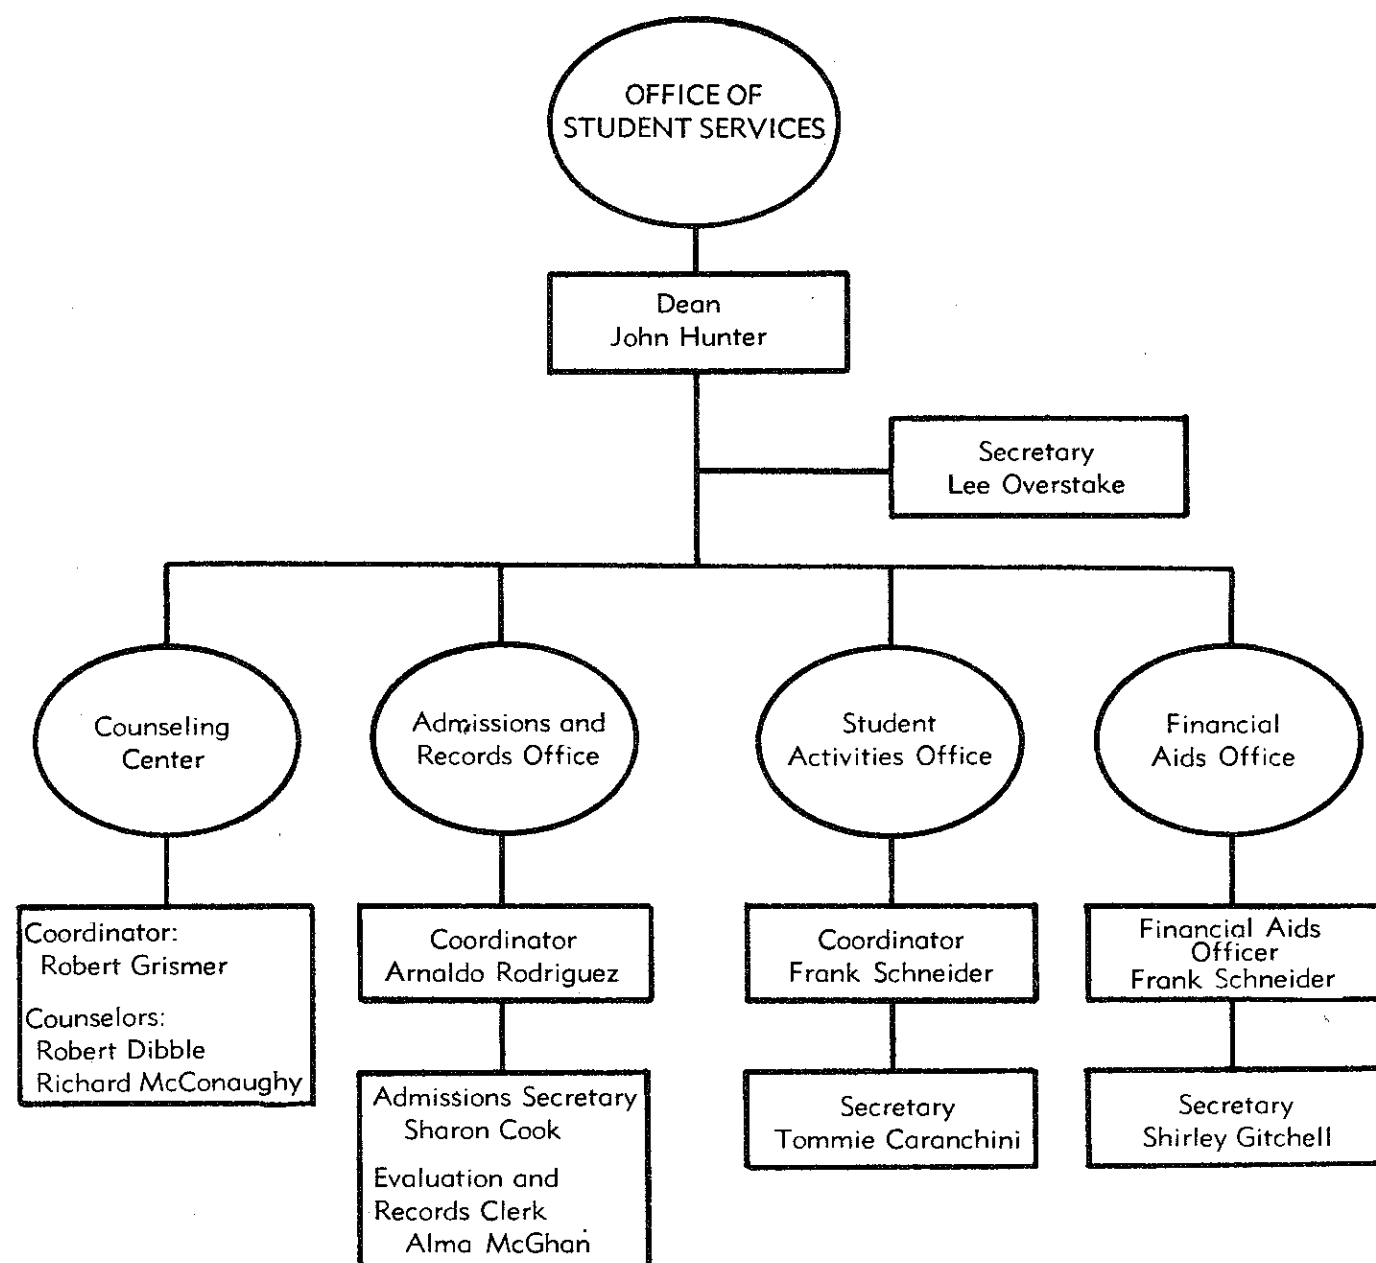 OFFICE OF
STUDENT SERVICES
Dean
John Hunter
Secretary
Lee Overstake
Counseling
Center
Admissions and
Records Office
Student
Activities Office
Financial
Aids Office
Coordinator:
Robert Grismer
Counselors:
Robert Dibble
Richard McConaughy
Coordinator
Arnaldo Rodriguez
Admissions Secretary
Sharon Cook
Evaluation and
Records Clerk
Alma McGhan
Coordinator
Frank Schneider
Secretary
Tommie Caranchini
Financial Aids
Officer
Frank Schneider
Secretary
Shirley Gitchell